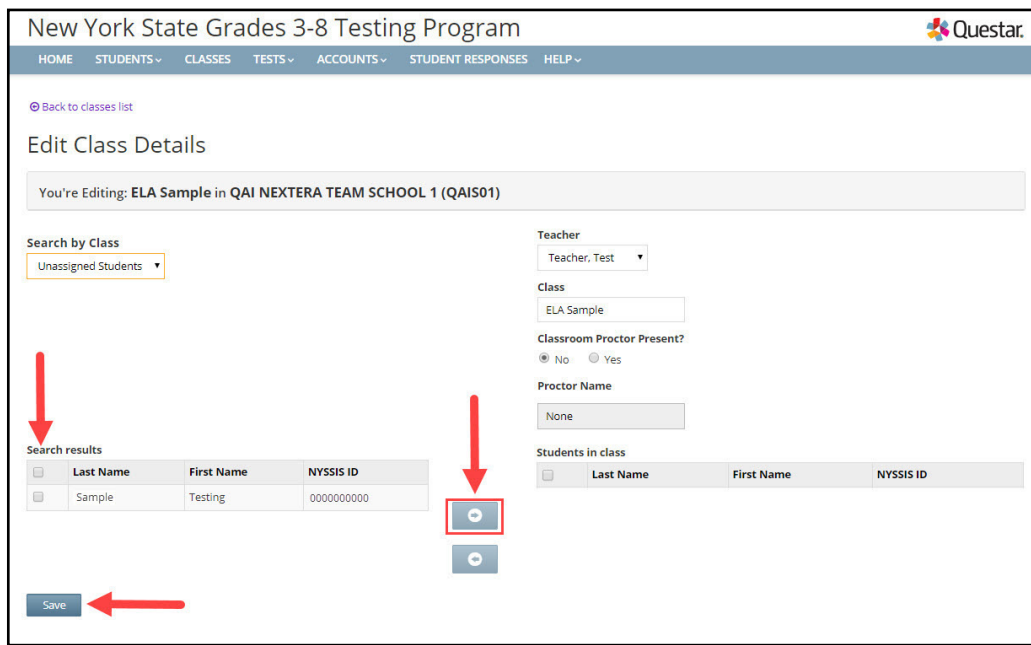 New York State Grades 3-8 Testing Program
Questar.
HOME STUDENTS CLASSES TESTS ACCOUNTS STUDENT RESPONSES HELP
Back to classes list
Edit Class Details
You're Editing: ELA Sample in QAI NEXTERA TEAM SCHOOL 1 (QAIS01)
Search by Class
Unassigned Students
Teacher
Teacher, Test
Class
ELA Sample
Classroom Proctor Present?
No Yes
Proctor Name
None
Search results
Last Name First Name NYSSIS ID
Sample Testing 0000000000
Students in class
Last Name First Name NYSSIS ID
Save